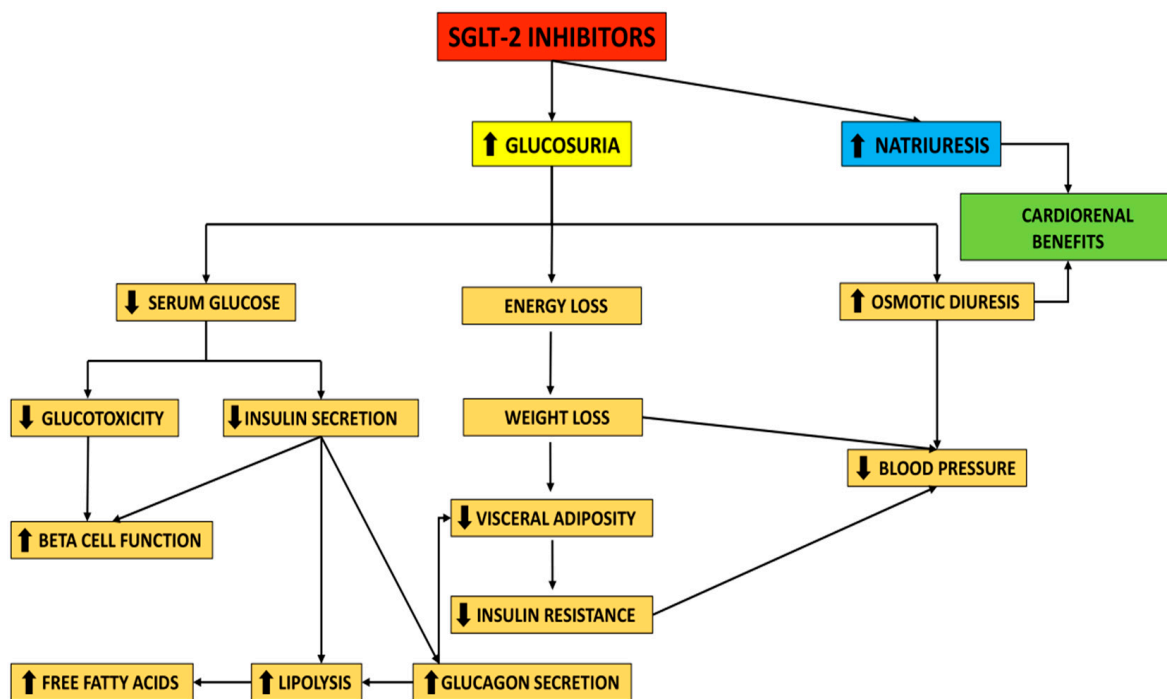 SGLT-2 INHIBITORS
GLUCOSURIA
NATRIURESIS
CARDIORENAL
BENEFITS
SERUM GLUCOSE
ENERGY LOSS
OSMOTIC DIURESIS
GLUCOTOXICITY
INSULIN SECRETION
WEIGHT LOSS
BLOOD PRESSURE
BETA CELL FUNCTION
VISCERAL ADIPOSITY
INSULIN RESISTANCE
FREE FATTY ACIDS
LIPOLYSIS
GLUCAGON SECRETION